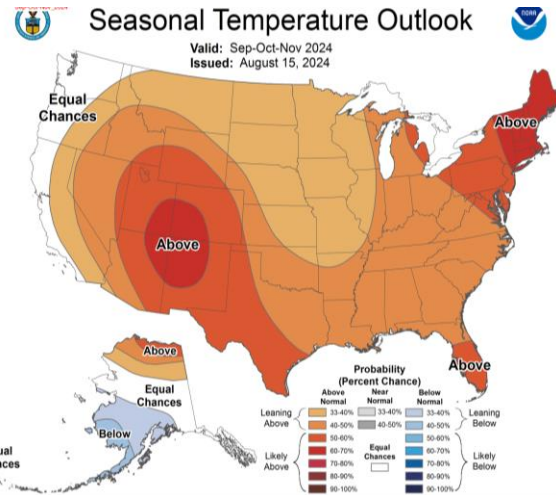 Seasonal Temperature Outlook
Valid: Sep-Oct-Nov 2024
Issued: August 15, 2024
NOAA
Equal
Chances
Above
Above
Above
Above
Equal
Chances
Below
Probability
(Percent Chance)
Above
Normal
Near
Normal
Below
Normal
Leaning
Above
33-40%
33-40%
33-40%
Leaning
Below
40-50%
40-50%
40-50%
Likely
Above
50-60%
50-60%
Likely
Below
60-70%
60-70%
70-80%
70-80%
80-90%
80-90%
90-100%
90-100%
Equal
Chances
ual
ces